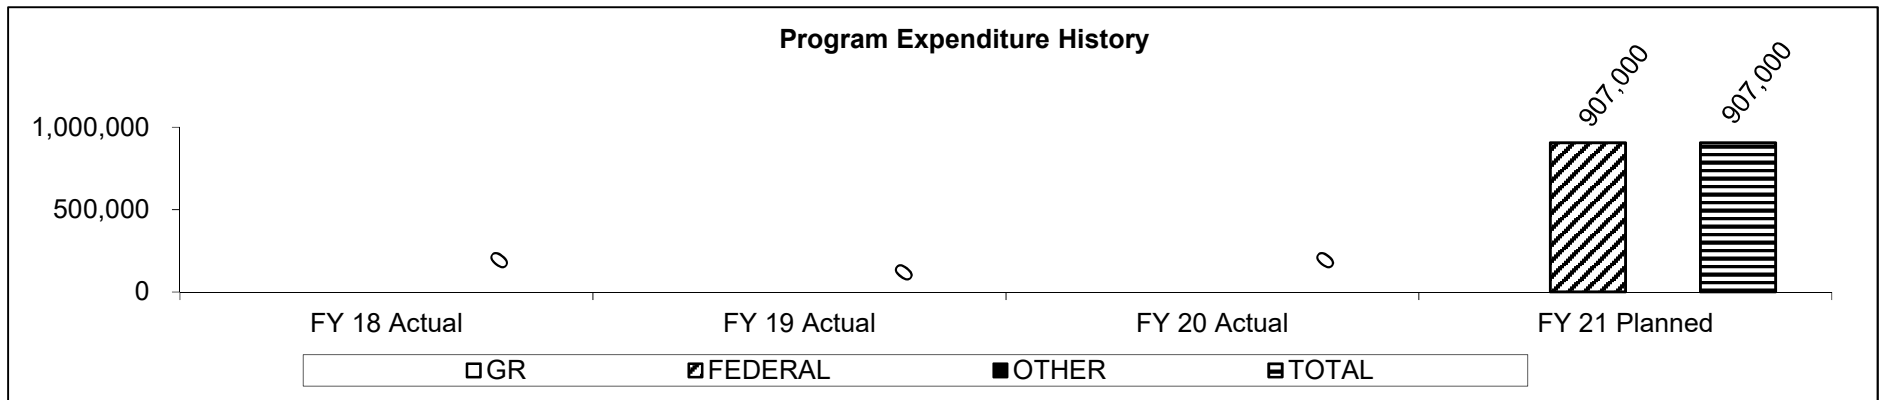 Program Expenditure History
907,000 907,000
1,000,000
500,000
0 0 0
0
FY 18 Actual FY 19 Actual FY 20 Actual FY 21 Planned
GR FEDERAL OTHER TOTAL